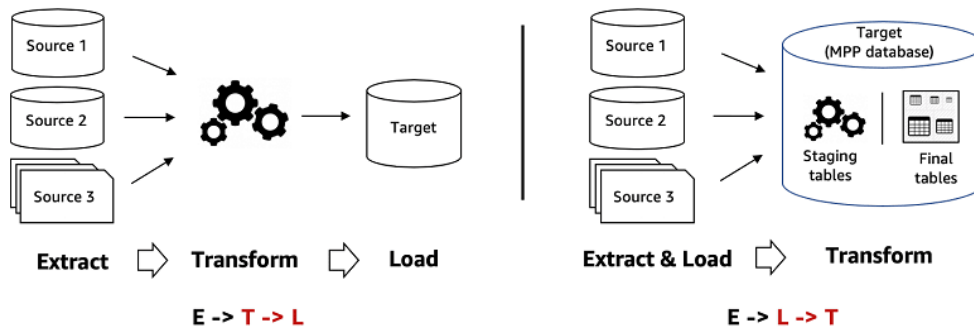 Source 1
Source 2
Source 3
Target
Extract
Transform
Load
E -> T -> L
Source 1
Source 2
Source 3
Target
(MPP database)
Staging
tables
Final
tables
Extract & Load
Transform
E -> L -> T